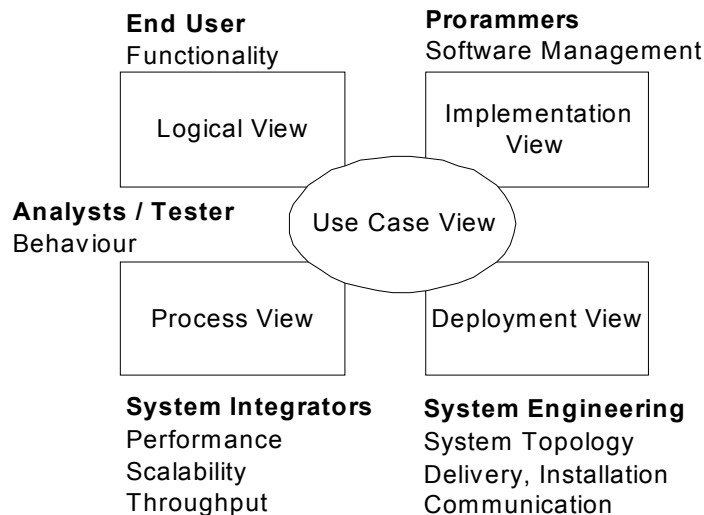 End User
Functionality
Prorammers
Software Management
Logical View
Implementation
View
Analysts / Tester
Behaviour
Use Case View
Process View
Deployment View
System Integrators
Performance
Scalability
Throughput
System Engineering
System Topology
Delivery, Installation
Communication